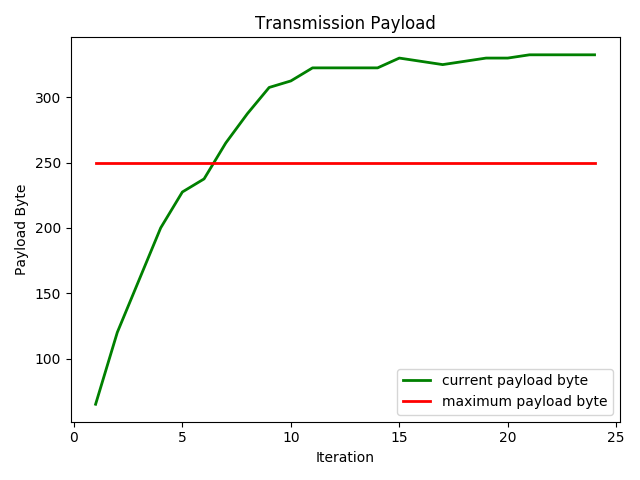 Transmission Payload
Payload Byte
300
250
200
150
100
0
5
10
15
20
25
Iteration
current payload byte
maximum payload byte